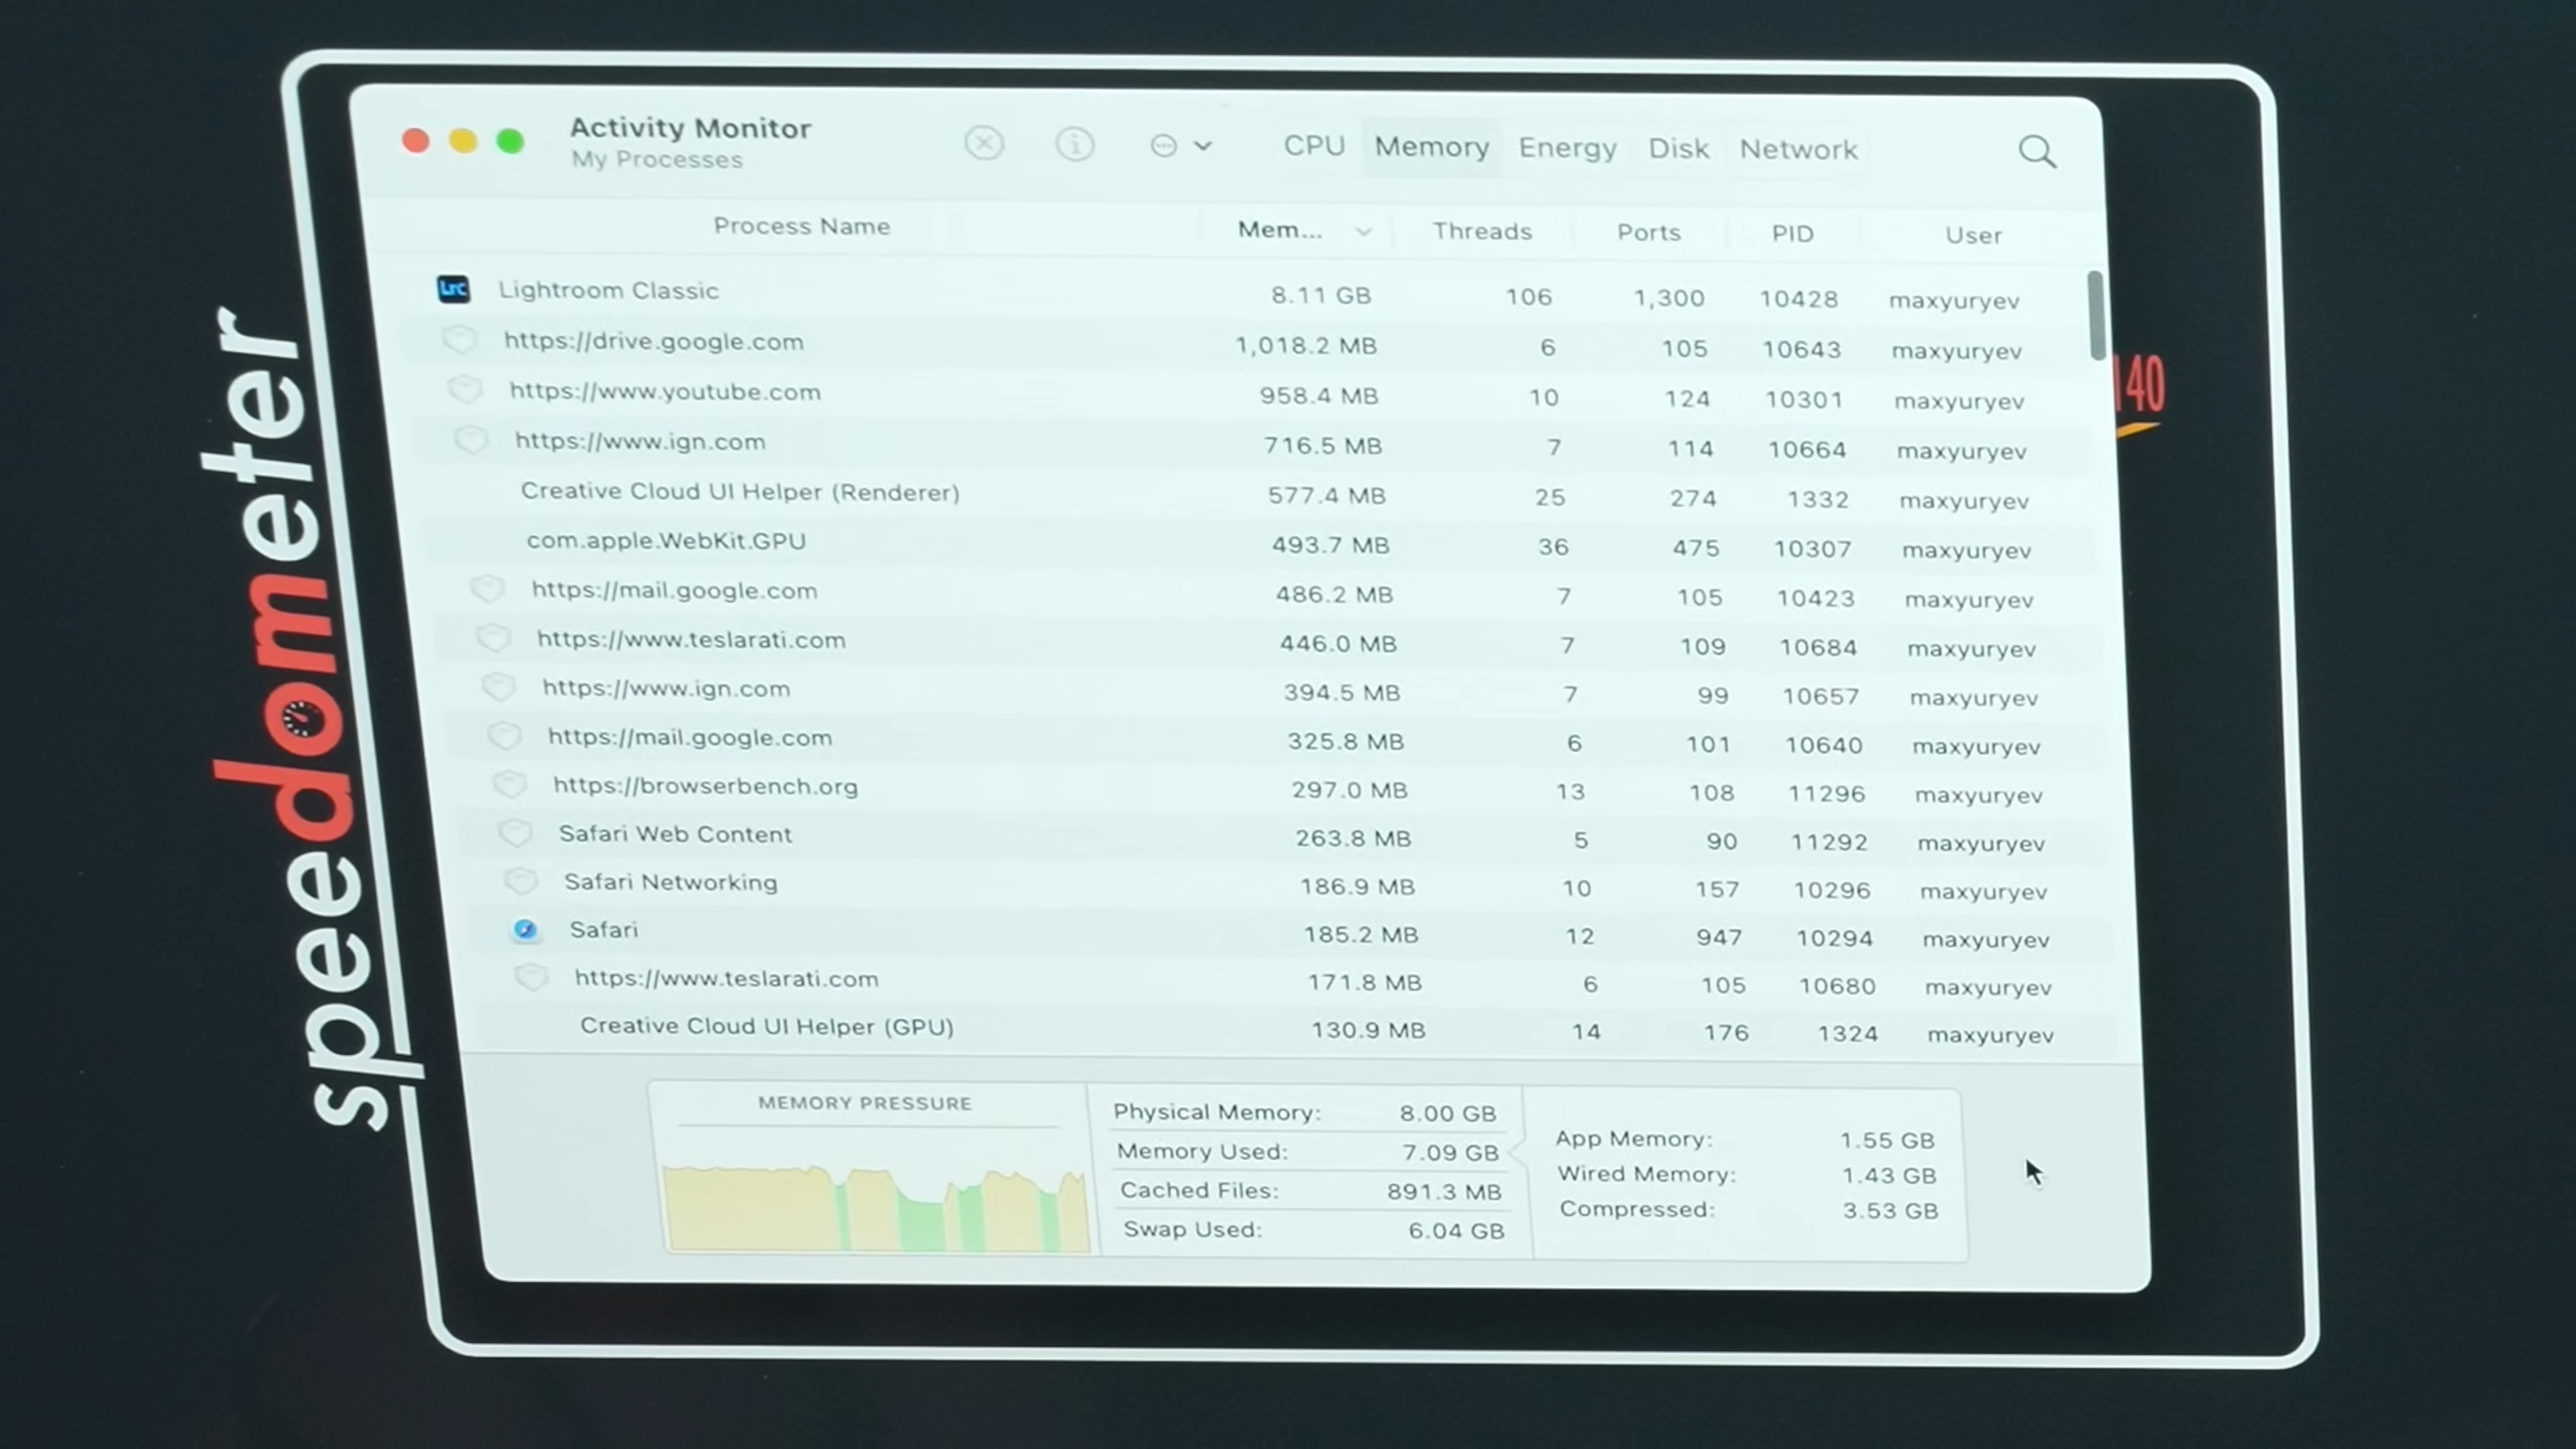 Activity Monitor
My Processes
CPU Memory Energy Disk Network
Process Name Mem... Threads Ports PID User
Lrc Lightroom Classic 8.11 GB 106 1,300 10428 maxyuryev
https://drive.google.com 1,018.2 MB 6 105 10643 maxyuryev
https://www.youtube.com 958.4 MB 10 124 10301 maxyuryev
https://www.ign.com 716.5 MB 7 114 10664 maxyuryev
Creative Cloud UI Helper (Renderer) 577.4 MB 25 274 1332 maxyuryev
com.apple.WebKit.GPU 493.7 MB 36 475 10307 maxyuryev
https://mail.google.com 486.2 MB 7 105 10423 maxyuryev
https://www.teslarati.com 446.0 MB 7 109 10684 maxyuryev
https://www.ign.com 394.5 MB 7 99 10657 maxyuryev
https://mail.google.com 325.8 MB 6 101 10640 maxyuryev
https://browserbench.org 297.0 MB 13 108 11296 maxyuryev
Safari Web Content 263.8 MB 5 90 11292 maxyuryev
Safari Networking 186.9 MB 10 157 10296 maxyuryev
Safari 185.2 MB 12 947 10294 maxyuryev
https://www.teslarati.com 171.8 MB 6 105 10680 maxyuryev
Creative Cloud UI Helper (GPU) 130.9 MB 14 176 1324 maxyuryev
MEMORY PRESSURE
Physical Memory: 8.00 GB
Memory Used: 7.09 GB
Cached Files: 891.3 MB
Swap Used: 6.04 GB
App Memory: 1.55 GB
Wired Memory: 1.43 GB
Compressed: 3.53 GB
speedometer
140